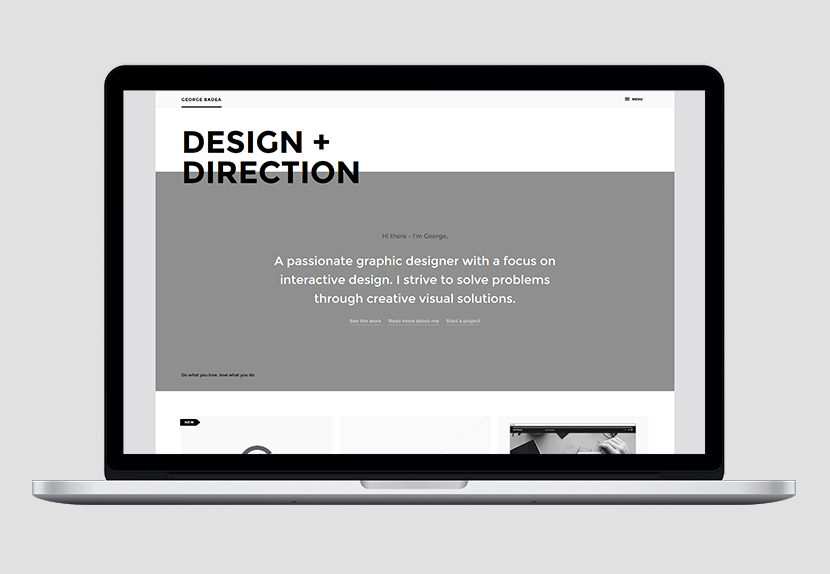 GEORGE BADEA
MENU
DESIGN +
DIRECTION
Hi there - I'm George,
A passionate graphic designer with a focus on
interactive design. I strive to solve problems
through creative visual solutions.
See the work Read more about me Start a project
Do what you love, love what you do
NEW